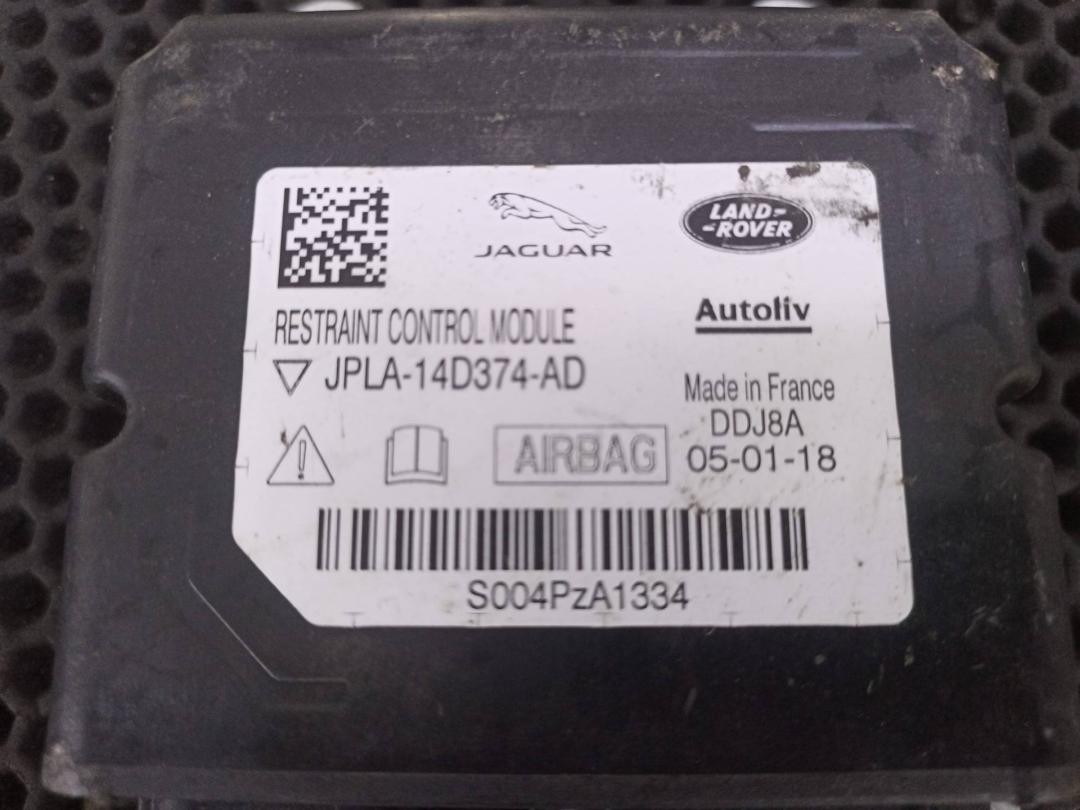 JAGUAR
LAND-
-ROVER
Autoliv
RESTRAINT CONTROL MODULE
JPLA-14D374-AD
Made in France
DDJ8A
AIRBAG
05-01-18
S004PzA1334